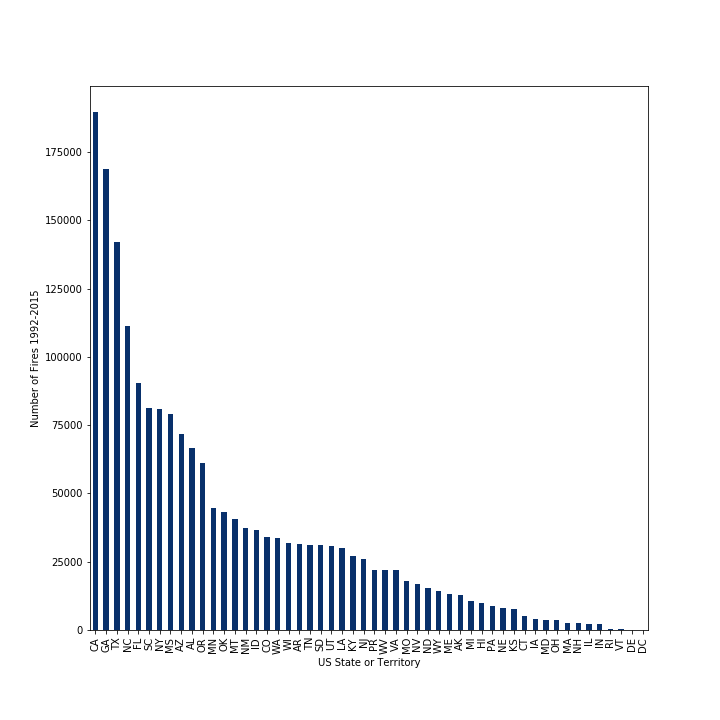 175000
150000
125000
100000
75000
50000
25000
0
Number of Fires 1992-2015
CA GA TX NC FL SC NY MS AZ AL OR MN OK MT NM ID CO WA WI AR TN SD UT LA KY NJ PR WV VA MO NV ND WY ME AK MI HI PA NE KS CT IA MD OH MA NH IL IN RI VT DE DC
US State or Territory